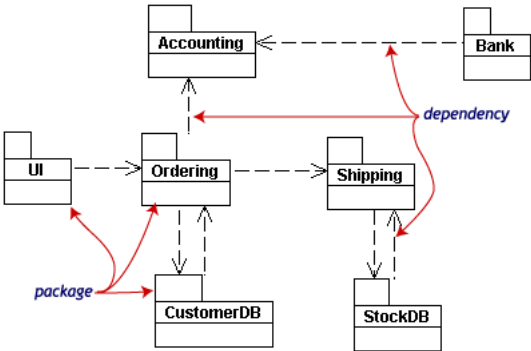 Accounting
Bank
dependency
UI
Ordering
Shipping
package
CustomerDB
StockDB